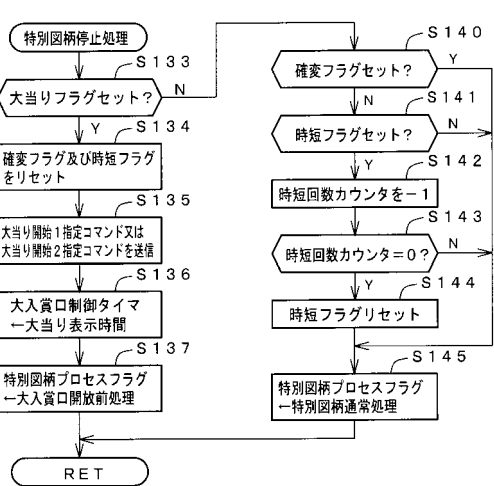 特別図柄停止処理
S133
大当りフラグセット?
N
Y
S134
確変フラグ及び時短フラグ
をリセット
S135
大当り開始1指定コマンド又は
大当り開始2指定コマンドを送信
S136
大入賞口制御タイマ
←大当り表示時間
S137
特別図柄プロセスフラグ
←大入賞口開放前処理
RET
S140
確変フラグセット?
Y
N
S141
時短フラグセット?
N
Y
S142
時短回数カウンタを-1
S143
時短回数カウンタ=0?
N
Y
S144
時短フラグリセット
S145
特別図柄プロセスフラグ
←特別図柄通常処理